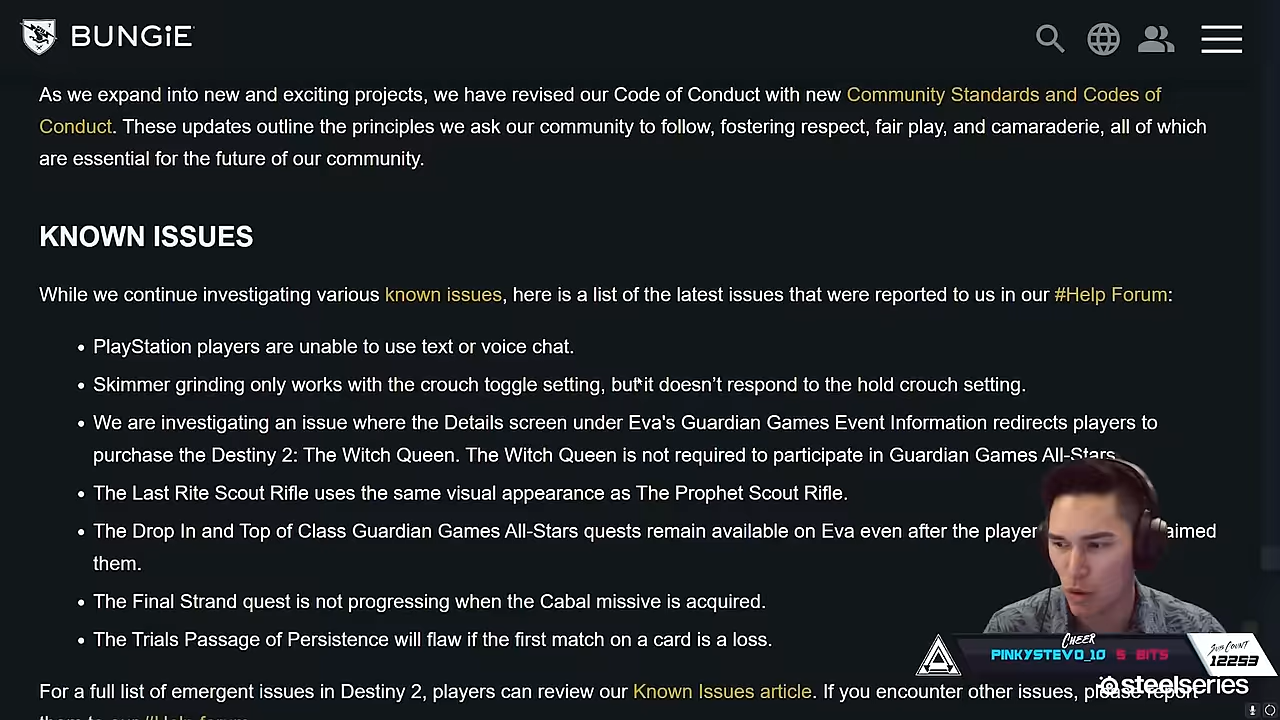 BUNGiE
As we expand into new and exciting projects, we have revised our Code of Conduct with new Community Standards and Codes of
Conduct. These updates outline the principles we ask our community to follow, fostering respect, fair play, and camaraderie, all of which
are essential for the future of our community.
KNOWN ISSUES
While we continue investigating various known issues, here is a list of the latest issues that were reported to us in our #Help Forum:
• PlayStation players are unable to use text or voice chat.
• Skimmer grinding only works with the crouch toggle setting, but it doesn't respond to the hold crouch setting.
• We are investigating an issue where the Details screen under Eva's Guardian Games Event Information redirects players to
purchase the Destiny 2: The Witch Queen. The Witch Queen is not required to participate in Guardian Games All-Stars.
• The Last Rite Scout Rifle uses the same visual appearance as The Prophet Scout Rifle.
• The Drop In and Top of Class Guardian Games All-Stars quests remain available on Eva even after the player aimed
them.
• The Final Strand quest is not progressing when the Cabal missive is acquired.
• The Trials Passage of Persistence will flaw if the first match on a card is a loss.
CHEER
PINKYSTEVO_10 5 BITS
SUB COUNT
12253
For a full list of emergent issues in Destiny 2, players can review our Known Issues article. If you encounter other issues, please report
steelseries
them to our #Help forum.